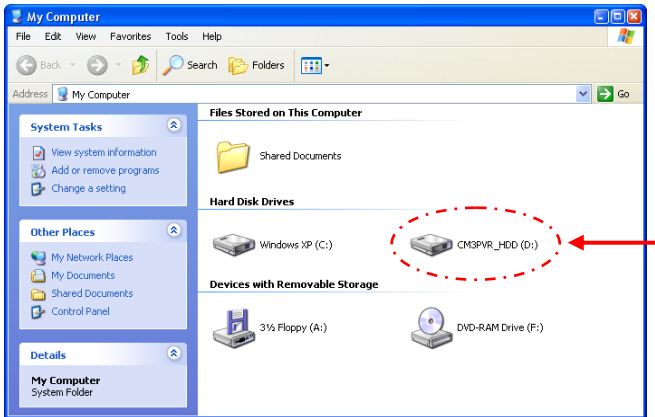 My Computer
File Edit View Favorites Tools Help
Back Search Folders
Address My Computer Go
System Tasks
View system information
Add or remove programs
Change a setting
Other Places
My Network Places
My Documents
Shared Documents
Control Panel
Details
My Computer
System Folder
Files Stored on This Computer
Shared Documents
Hard Disk Drives
Windows XP (C:)
CM3PVR_HDD (D:)
Devices with Removable Storage
3½ Floppy (A:)
DVD-RAM Drive (F:)